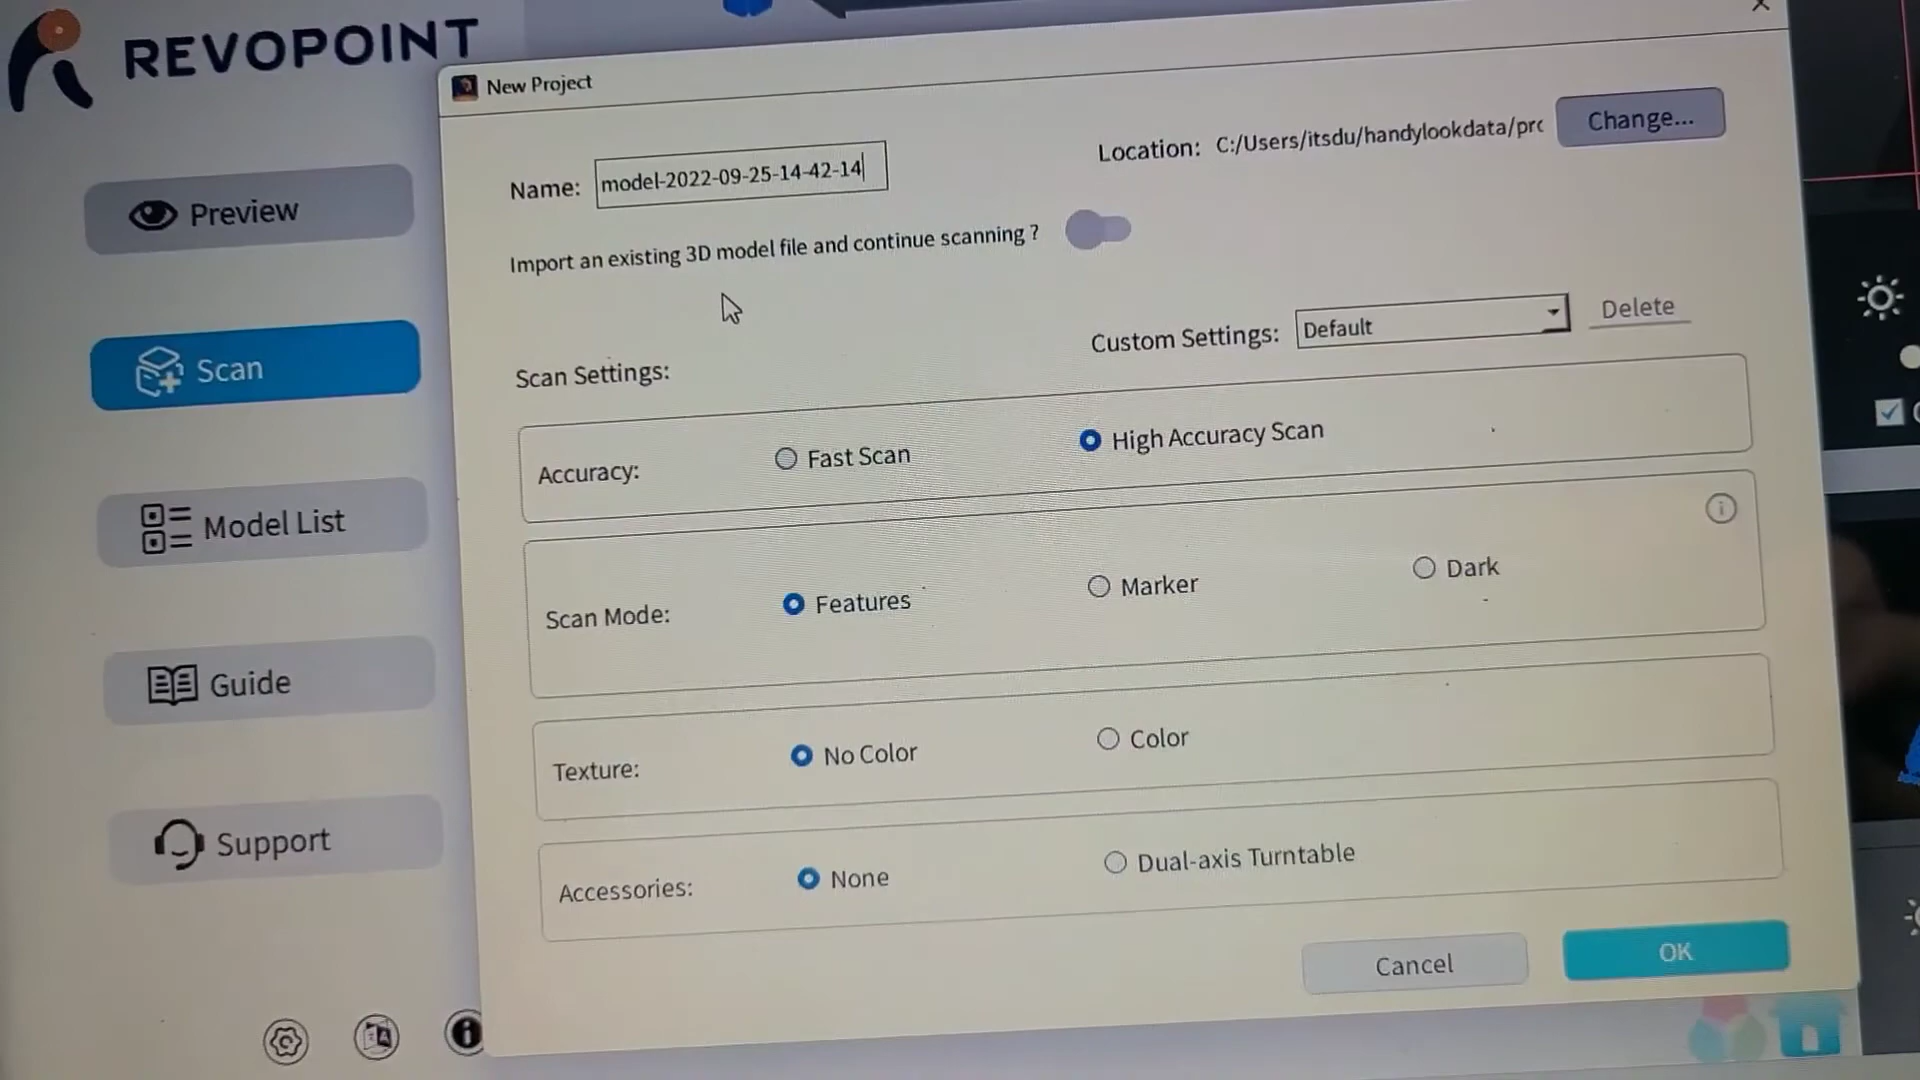 REVOPOINT
Preview
Scan
Model List
Guide
Support
New Project
Name: model-2022-09-25-14-42-14
Location: C:/Users/itsdu/handylookdata/pro
Change...
Import an existing 3D model file and continue scanning ?
Custom Settings: Default
Delete
Scan Settings:
Accuracy: Fast Scan High Accuracy Scan
Scan Mode: Features Marker Dark
Texture: No Color Color
Accessories: None Dual-axis Turntable
Cancel OK